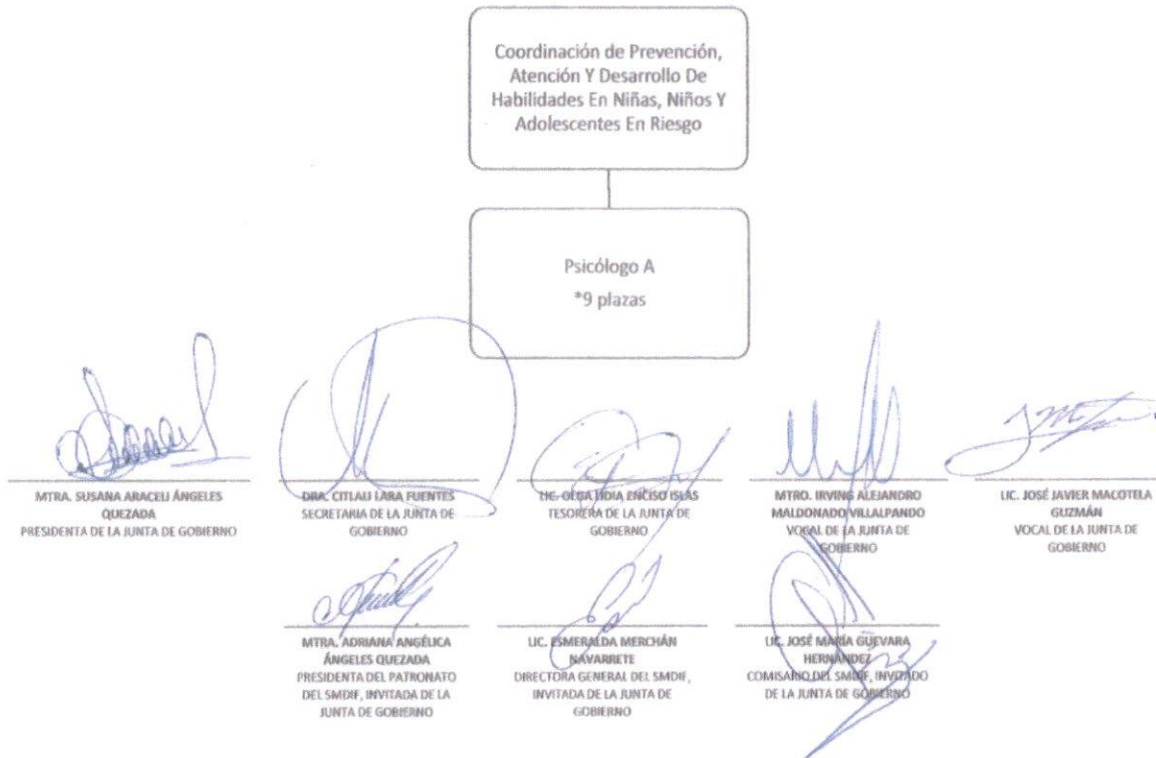 Coordinación de Prevención,
Atención Y Desarrollo De
Habilidades En Niñas, Niños Y
Adolescentes En Riesgo
Psicólogo A
*9 plazas
MTRA. SUSANA ARACELI ÁNGELES
QUEZADA
PRESIDENTA DE LA JUNTA DE GOBIERNO
DRA. CITLALI LARA FUENTES
SECRETARIA DE LA JUNTA DE
GOBIERNO
LIC. OLGA LIDIA ENCISO ISLAS
TESORERA DE LA JUNTA DE
GOBIERNO
MTRO. IRVING ALEJANDRO
MALDONADO VILLALPANDO
VOCAL DE LA JUNTA DE
GOBIERNO
LIC. JOSÉ JAVIER MACOTELA
GUZMÁN
VOCAL DE LA JUNTA DE
GOBIERNO
MTRA. ADRIANA ANGÉLICA
ÁNGELES QUEZADA
PRESIDENTA DEL PATRONATO
DEL SMDIF, INVITADA DE LA
JUNTA DE GOBIERNO
LIC. ESMERALDA MERCHÁN
NAVARRETE
DIRECTORA GENERAL DEL SMDIF,
INVITADA DE LA JUNTA DE
GOBIERNO
LIC. JOSÉ MARÍA GUEVARA
HERNÁNDEZ
COMISARIO DEL SMDIF, INVITADO
DE LA JUNTA DE GOBIERNO